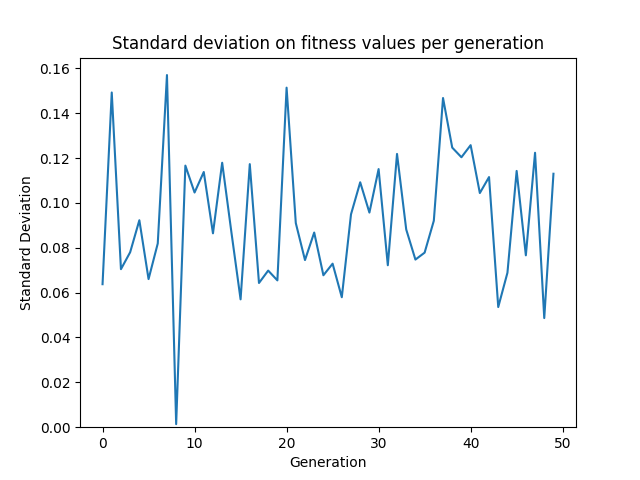 Standard deviation on fitness values per generation
0.16
0.14
0.12
0.10
0.08
0.06
0.04
0.02
0.00
Standard Deviation
0 10 20 30 40 50
Generation